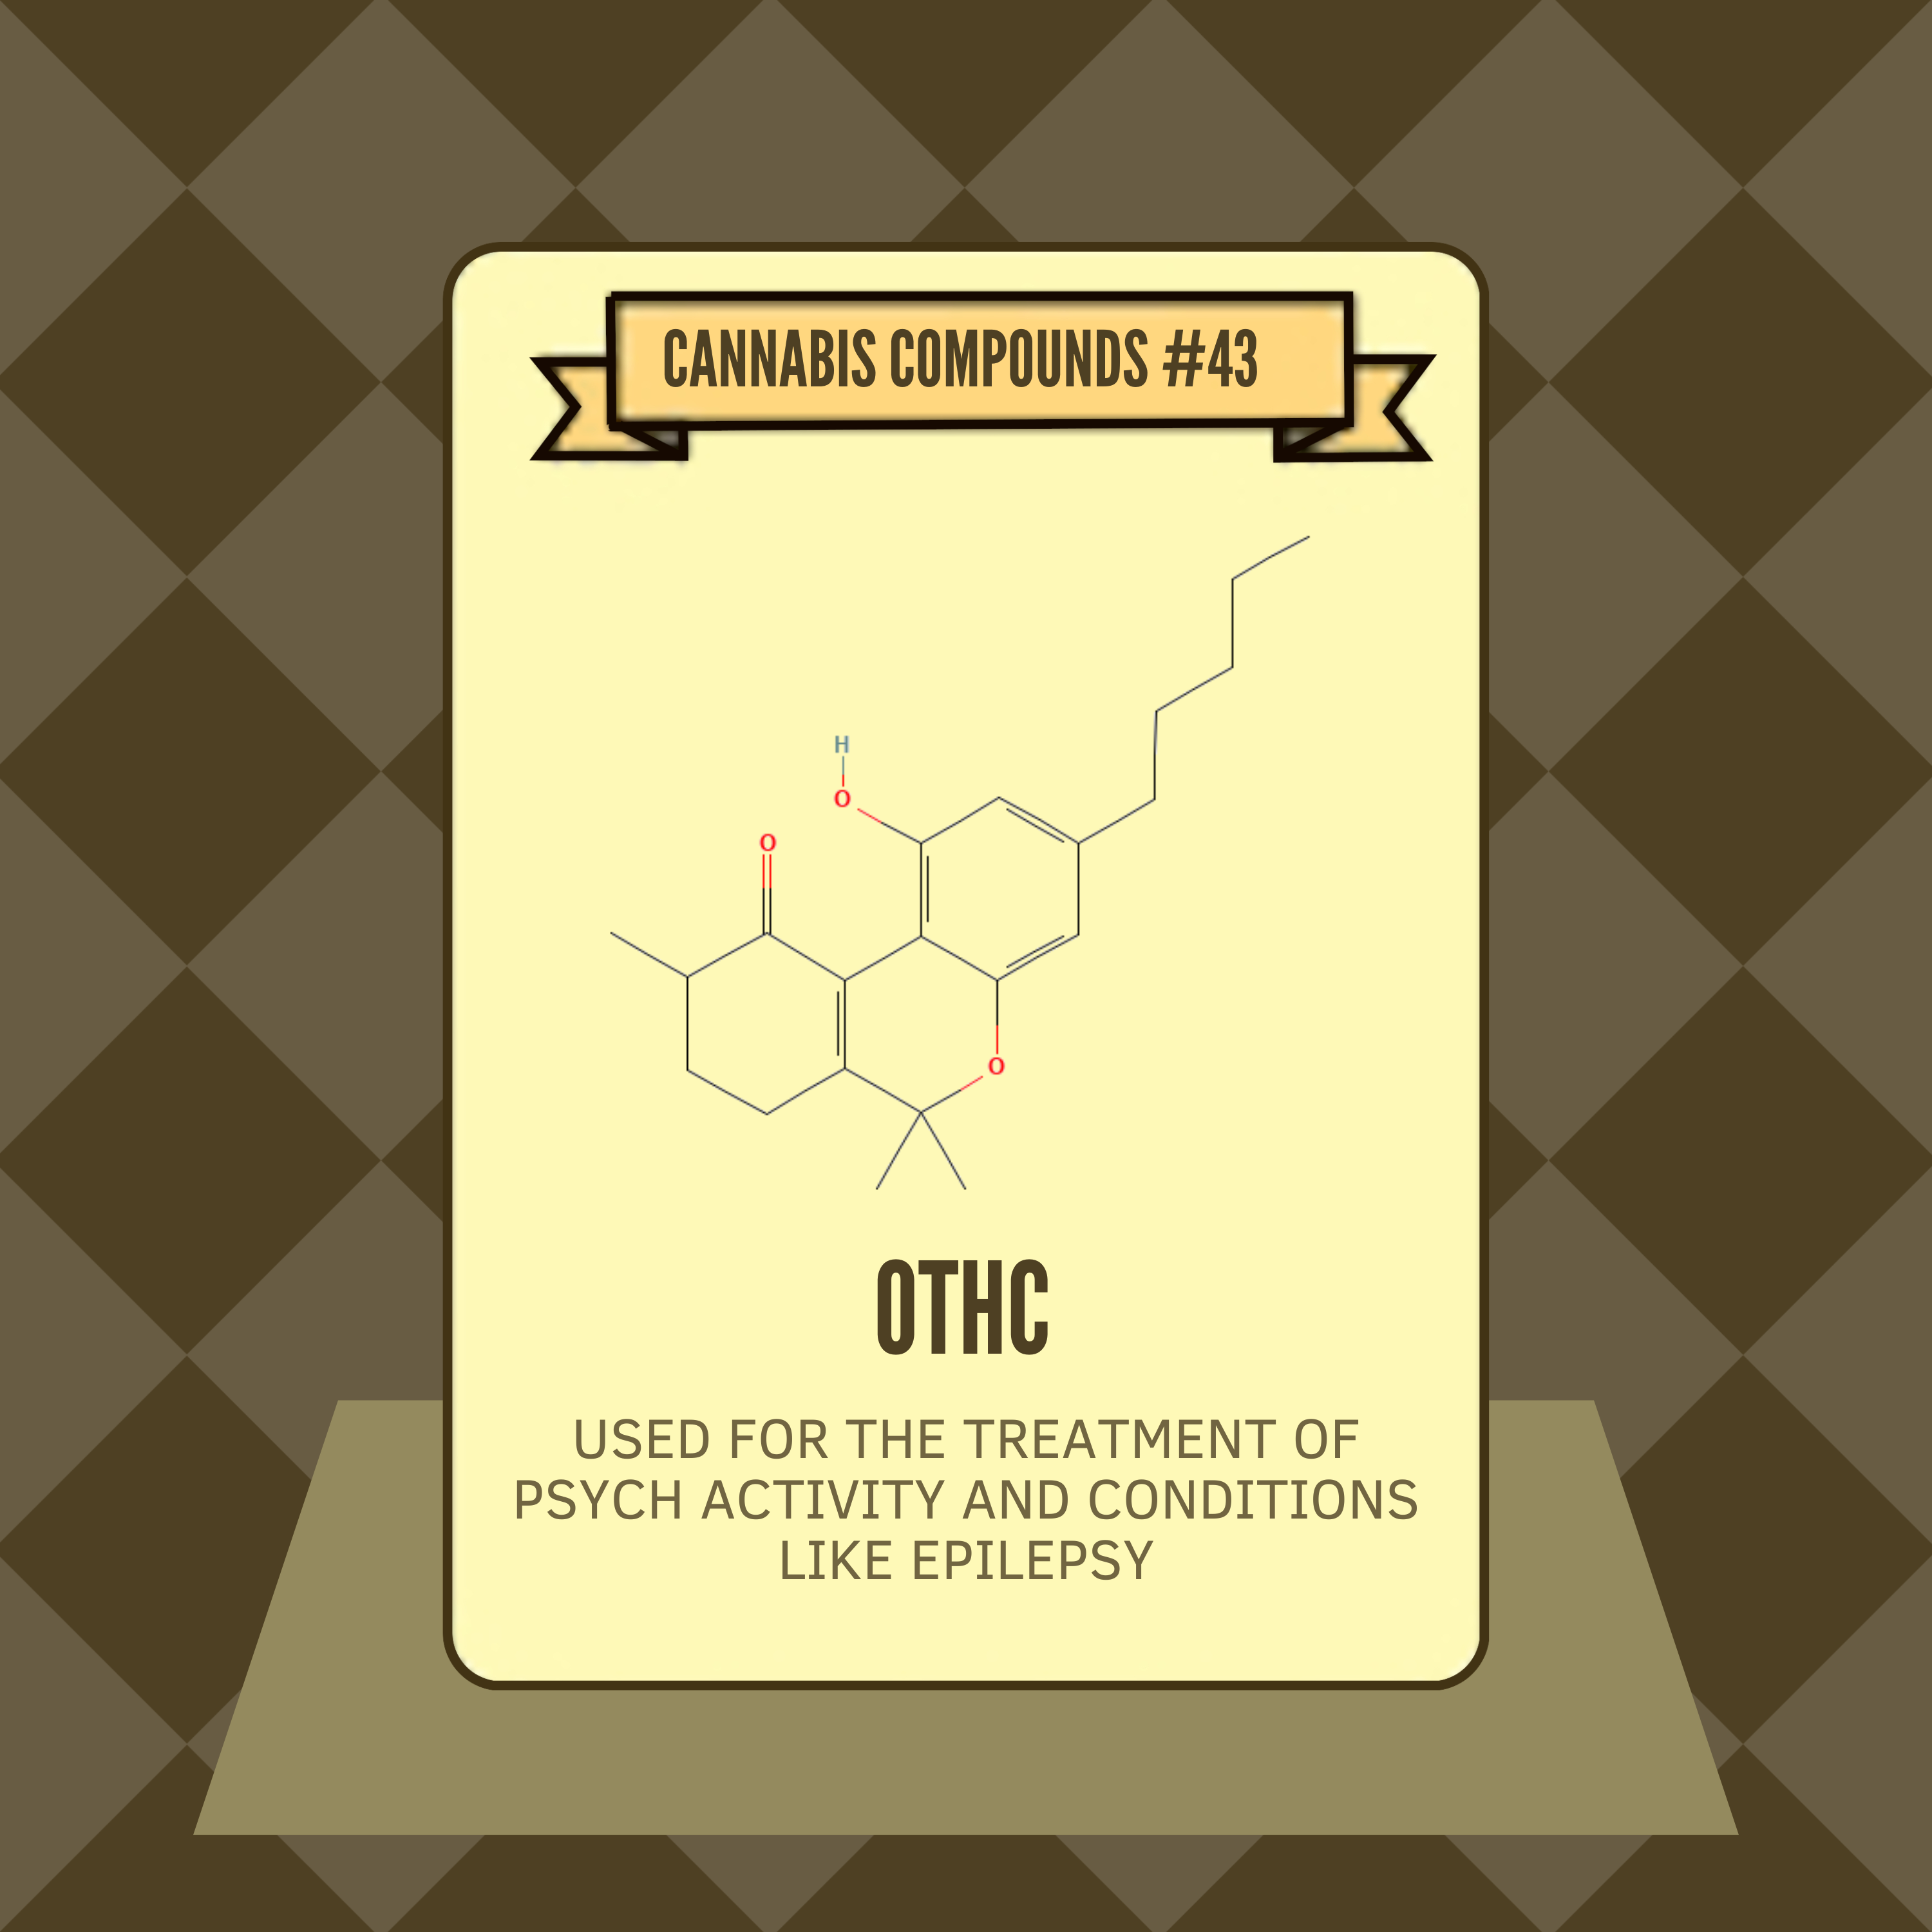 CANNABIS COMPOUNDS #43
H
O
O
O
OTHC
USED FOR THE TREATMENT OF
PSYCH ACTIVITY AND CONDITIONS
LIKE EPILEPSY